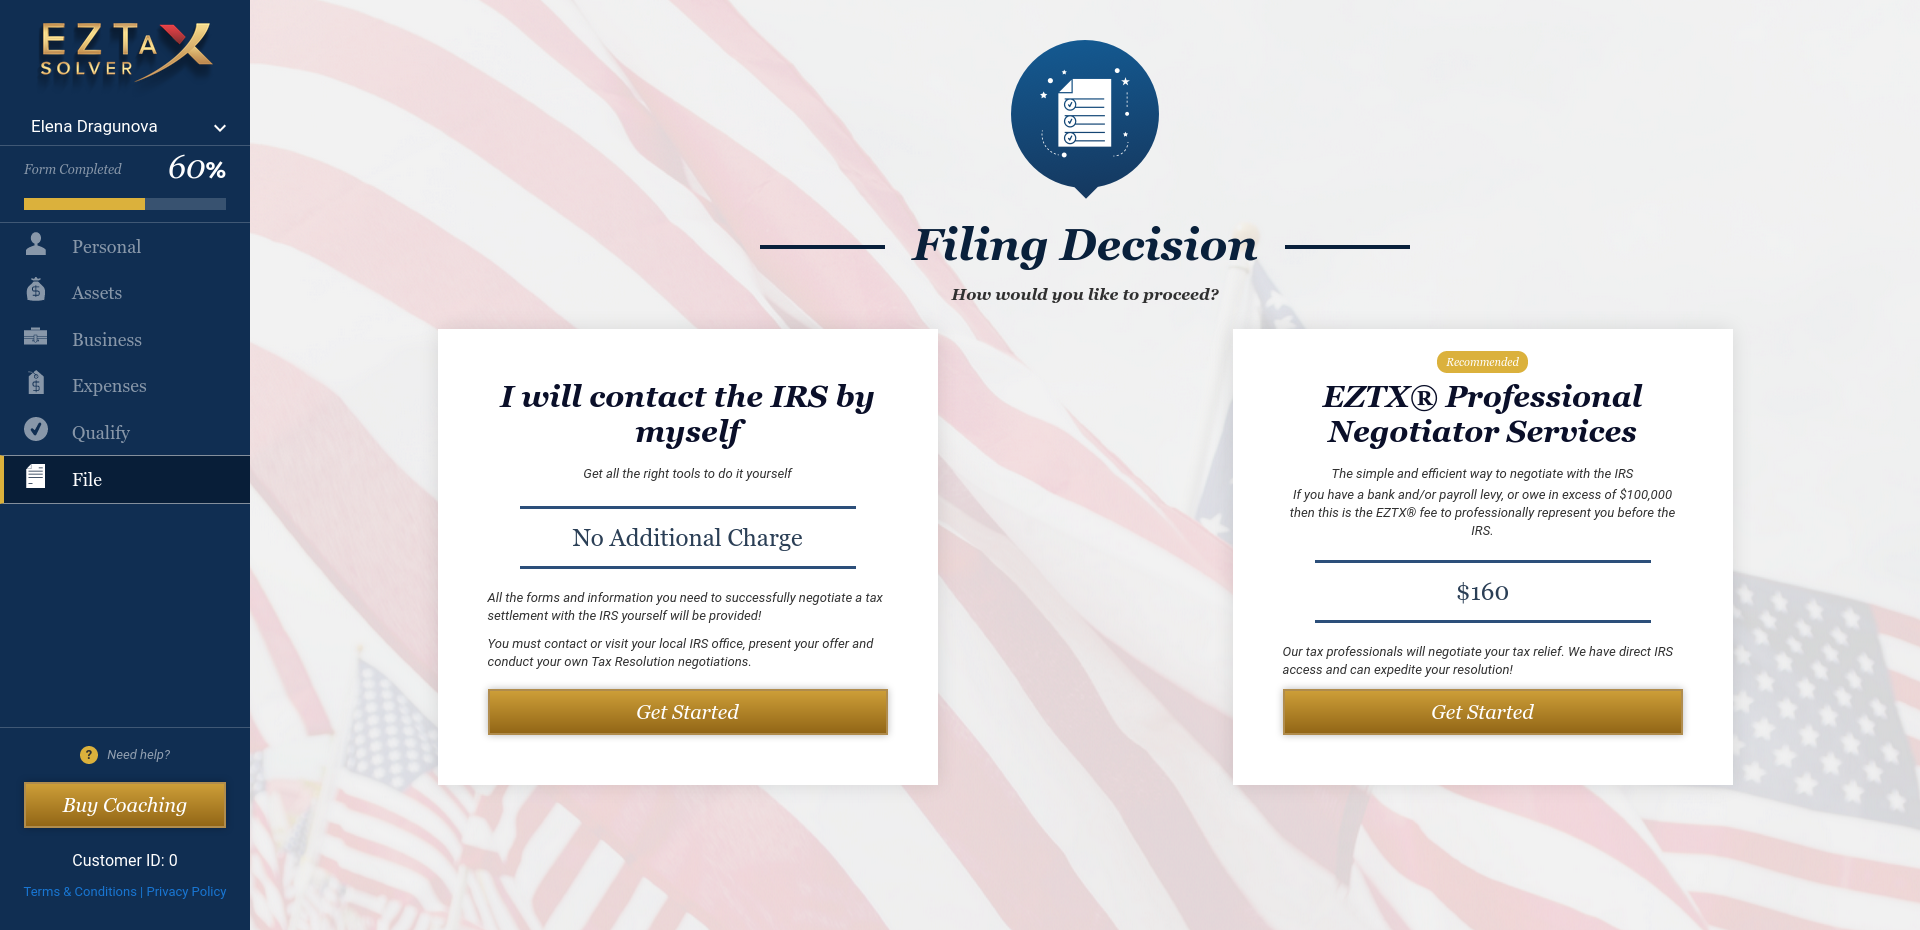 EZTAX
SOLVER
Elena Dragunova
Form Completed
60%
Personal
Assets
Business
Expenses
Qualify
File
? Need help?
Buy Coaching
Customer ID: 0
Terms & Conditions | Privacy Policy
Filing Decision
How would you like to proceed?
I will contact the IRS by
myself
Get all the right tools to do it yourself
No Additional Charge
All the forms and information you need to successfully negotiate a tax
settlement with the IRS yourself will be provided!
You must contact or visit your local IRS office, present your offer and
conduct your own Tax Resolution negotiations.
Get Started
Recommended
EZTX® Professional
Negotiator Services
The simple and efficient way to negotiate with the IRS
If you have a bank and/or payroll levy, or owe in excess of $100,000
then this is the EZTX® fee to professionally represent you before the
IRS.
$160
Our tax professionals will negotiate your tax relief. We have direct IRS
access and can expedite your resolution!
Get Started